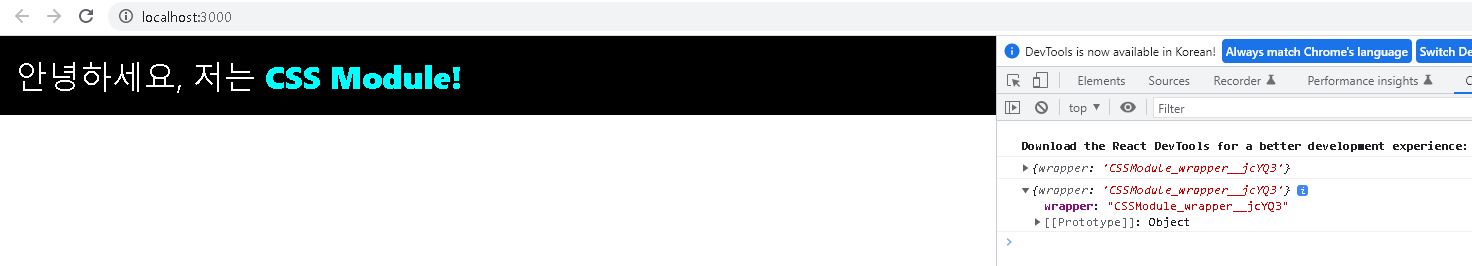 localhost:3000
안녕하세요, 저는 CSS Module!
DevTools is now available in Korean! Always match Chrome's language Switch De
Elements Sources Recorder Performance insights C
top Filter
Download the React DevTools for a better development experience:
{wrapper: 'CSSModule_wrapper__jcYQ3'}
{wrapper: 'CSSModule_wrapper__jcYQ3'} i
wrapper: "CSSModule_wrapper__jcYQ3"
[[Prototype]]: Object